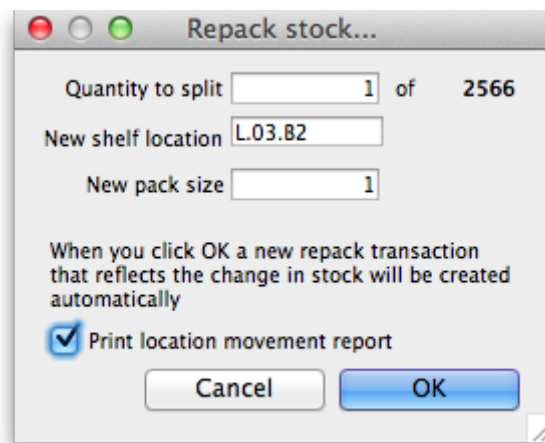 Repack stock...
Quantity to split 1 of 2566
New shelf location L.03.B2
New pack size 1
When you click OK a new repack transaction
that reflects the change in stock will be created
automatically
Print location movement report
Cancel OK